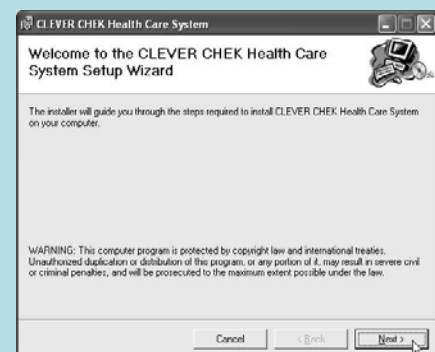 CLEVER CHEK Health Care System
Welcome to the CLEVER CHEK Health Care
System Setup Wizard
The installer will guide you through the steps required to install CLEVER CHEK Health Care System
on your computer.
WARNING: This computer program is protected by copyright law and international treaties.
Unauthorized duplication or distribution of this program, or any portion of it, may result in severe civil
or criminal penalties, and will be prosecuted to the maximum extent possible under the law.
Cancel < Back Next >